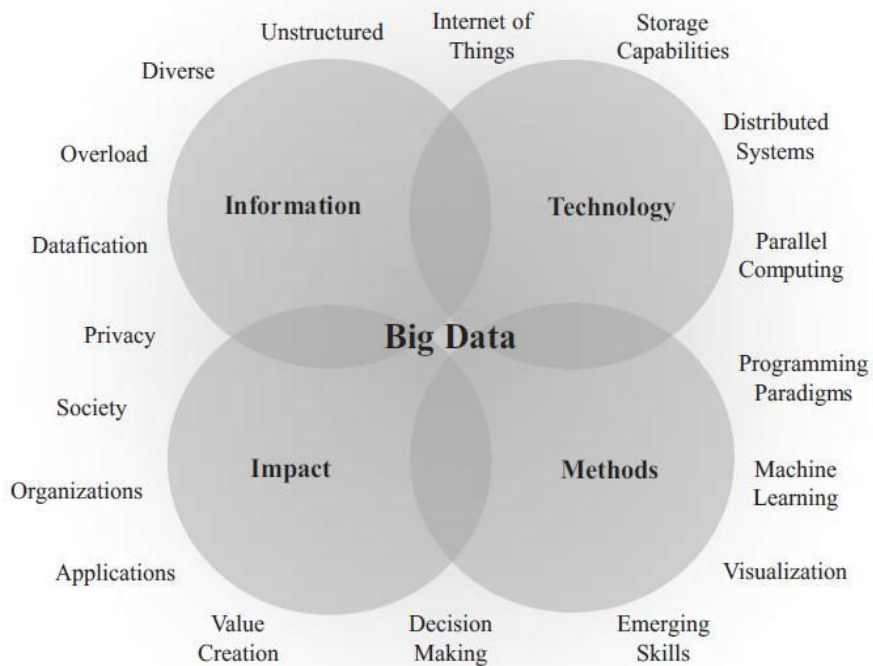 Unstructured
Internet of
Things
Storage
Capabilities
Diverse
Distributed
Systems
Overload
Information
Technology
Datafication
Parallel
Computing
Privacy
Big Data
Programming
Paradigms
Society
Impact
Methods
Machine
Learning
Organizations
Applications
Visualization
Value
Creation
Decision
Making
Emerging
Skills